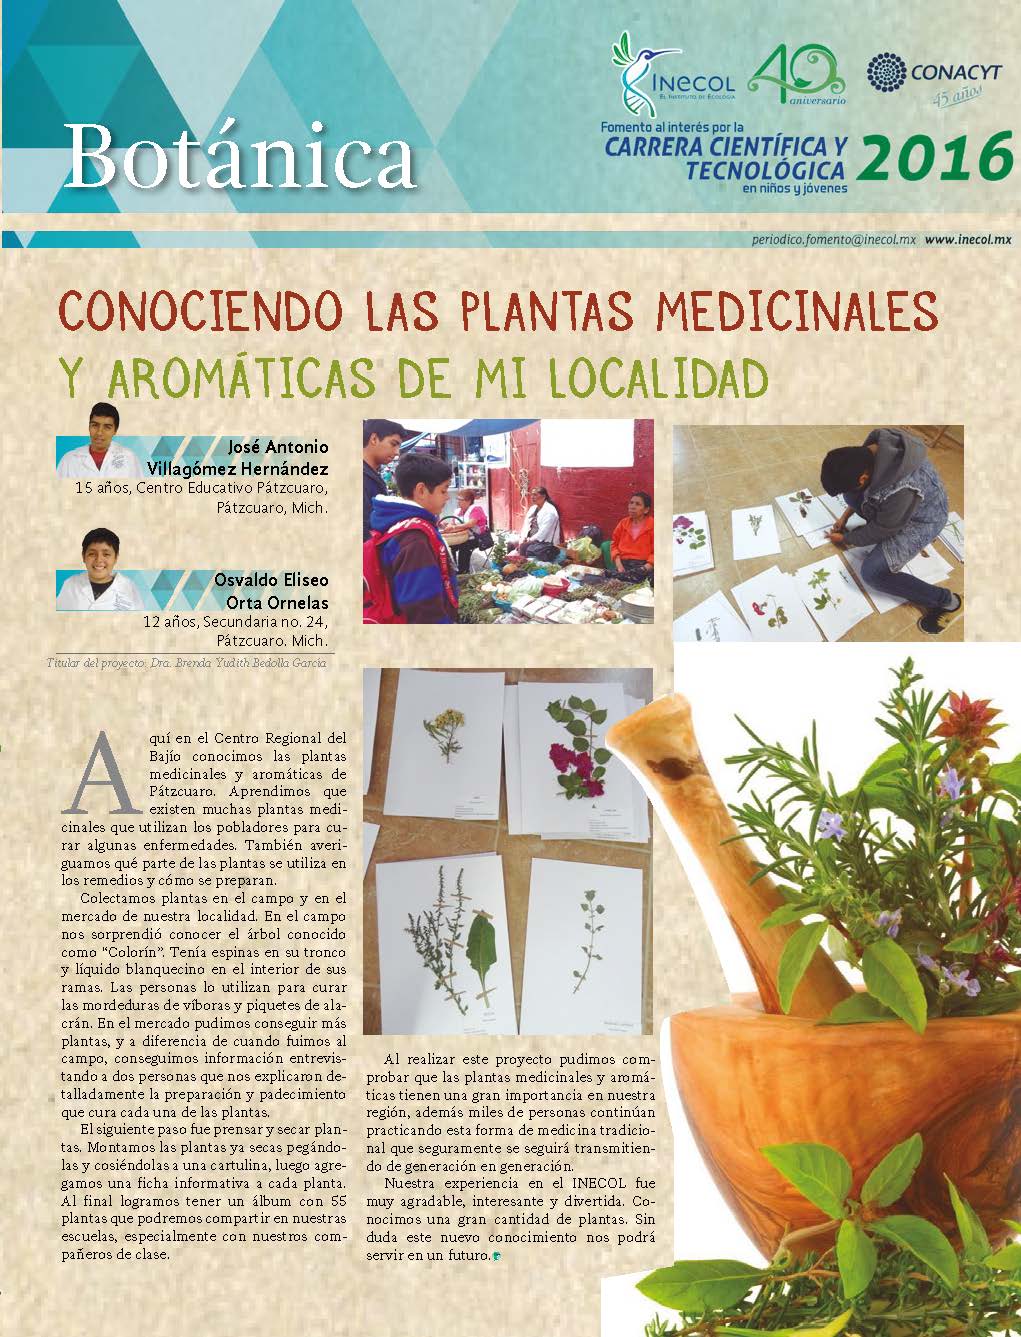 Botánica
INECOL
EL INSTITUTO DE ECOLOGÍA
40
aniversario
CONACYT
45 años
Fomento al interés por la
CARRERA CIENTÍFICA Y
TECNOLÓGICA
en niños y jóvenes
2016
periodico.fomento@inecol.mx www.inecol.mx
CONOCIENDO LAS PLANTAS MEDICINALES
Y AROMÁTICAS DE MI LOCALIDAD
José Antonio
Villagómez Hernández
15 años, Centro Educativo Pátzcuaro,
Pátzcuaro, Mich.
Osvaldo Eliseo
Orta Ornelas
12 años, Secundaria no. 24,
Pátzcuaro. Mich.
Titular del proyecto: Dra. Brenda Yudith Bedolla García
Aquí en el Centro Regional del
Bajío conocimos las plantas
medicinales y aromáticas de
Pátzcuaro. Aprendimos que
existen muchas plantas medi-
cinales que utilizan los pobladores para cu-
rar algunas enfermedades. También averi-
guamos qué parte de las plantas se utiliza en
los remedios y cómo se preparan.
Colectamos plantas en el campo y en el
mercado de nuestra localidad. En el campo
nos sorprendió conocer el árbol conocido
como “Colorín”. Tenía espinas en su tronco
y líquido blanquecino en el interior de sus
ramas. Las personas lo utilizan para curar
las mordeduras de víboras y piquetes de ala-
crán. En el mercado pudimos conseguir más
plantas, y a diferencia de cuando fuimos al
campo, conseguimos información entrevis-
tando a dos personas que nos explicaron de-
talladamente la preparación y padecimiento
que cura cada una de las plantas.
El siguiente paso fue prensar y secar plan-
tas. Montamos las plantas ya secas pegándo-
las y cosiéndolas a una cartulina, luego agre-
gamos una ficha informativa a cada planta.
Al final logramos tener un álbum con 55
plantas que podremos compartir en nuestras
escuelas, especialmente con nuestros com-
pañeros de clase.
Al realizar este proyecto pudimos com-
probar que las plantas medicinales y aromá-
ticas tienen una gran importancia en nuestra
región, además miles de personas continúan
practicando esta forma de medicina tradicio-
nal que seguramente se seguirá transmitien-
do de generación en generación.
Nuestra experiencia en el INECOL fue
muy agradable, interesante y divertida. Co-
nocimos una gran cantidad de plantas. Sin
duda este nuevo conocimiento nos podrá
servir en un futuro.